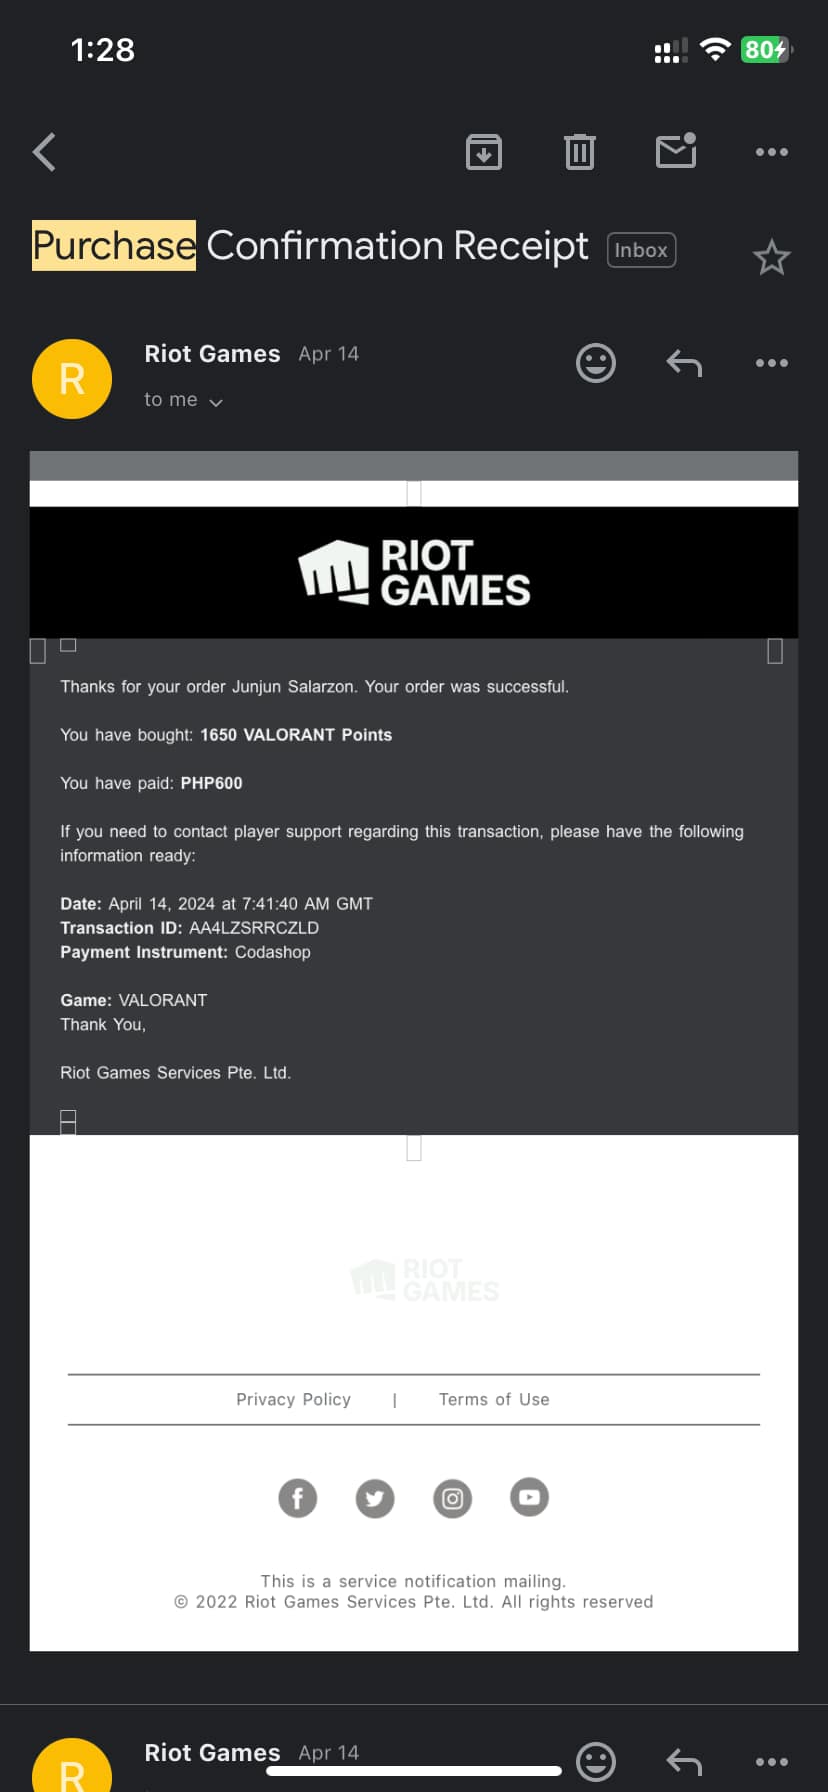 1:28
80
Purchase Confirmation Receipt Inbox
R
Riot Games Apr 14
to me
RIOT
GAMES
Thanks for your order Junjun Salarzon. Your order was successful.
You have bought: 1650 VALORANT Points
You have paid: PHP600
If you need to contact player support regarding this transaction, please have the following
information ready:
Date: April 14, 2024 at 7:41:40 AM GMT
Transaction ID: AA4LZSRRCZLD
Payment Instrument: Codashop
Game: VALORANT
Thank You,
Riot Games Services Pte. Ltd.
RIOT
GAMES
Privacy Policy | Terms of Use
This is a service notification mailing.
© 2022 Riot Games Services Pte. Ltd. All rights reserved
R
Riot Games Apr 14